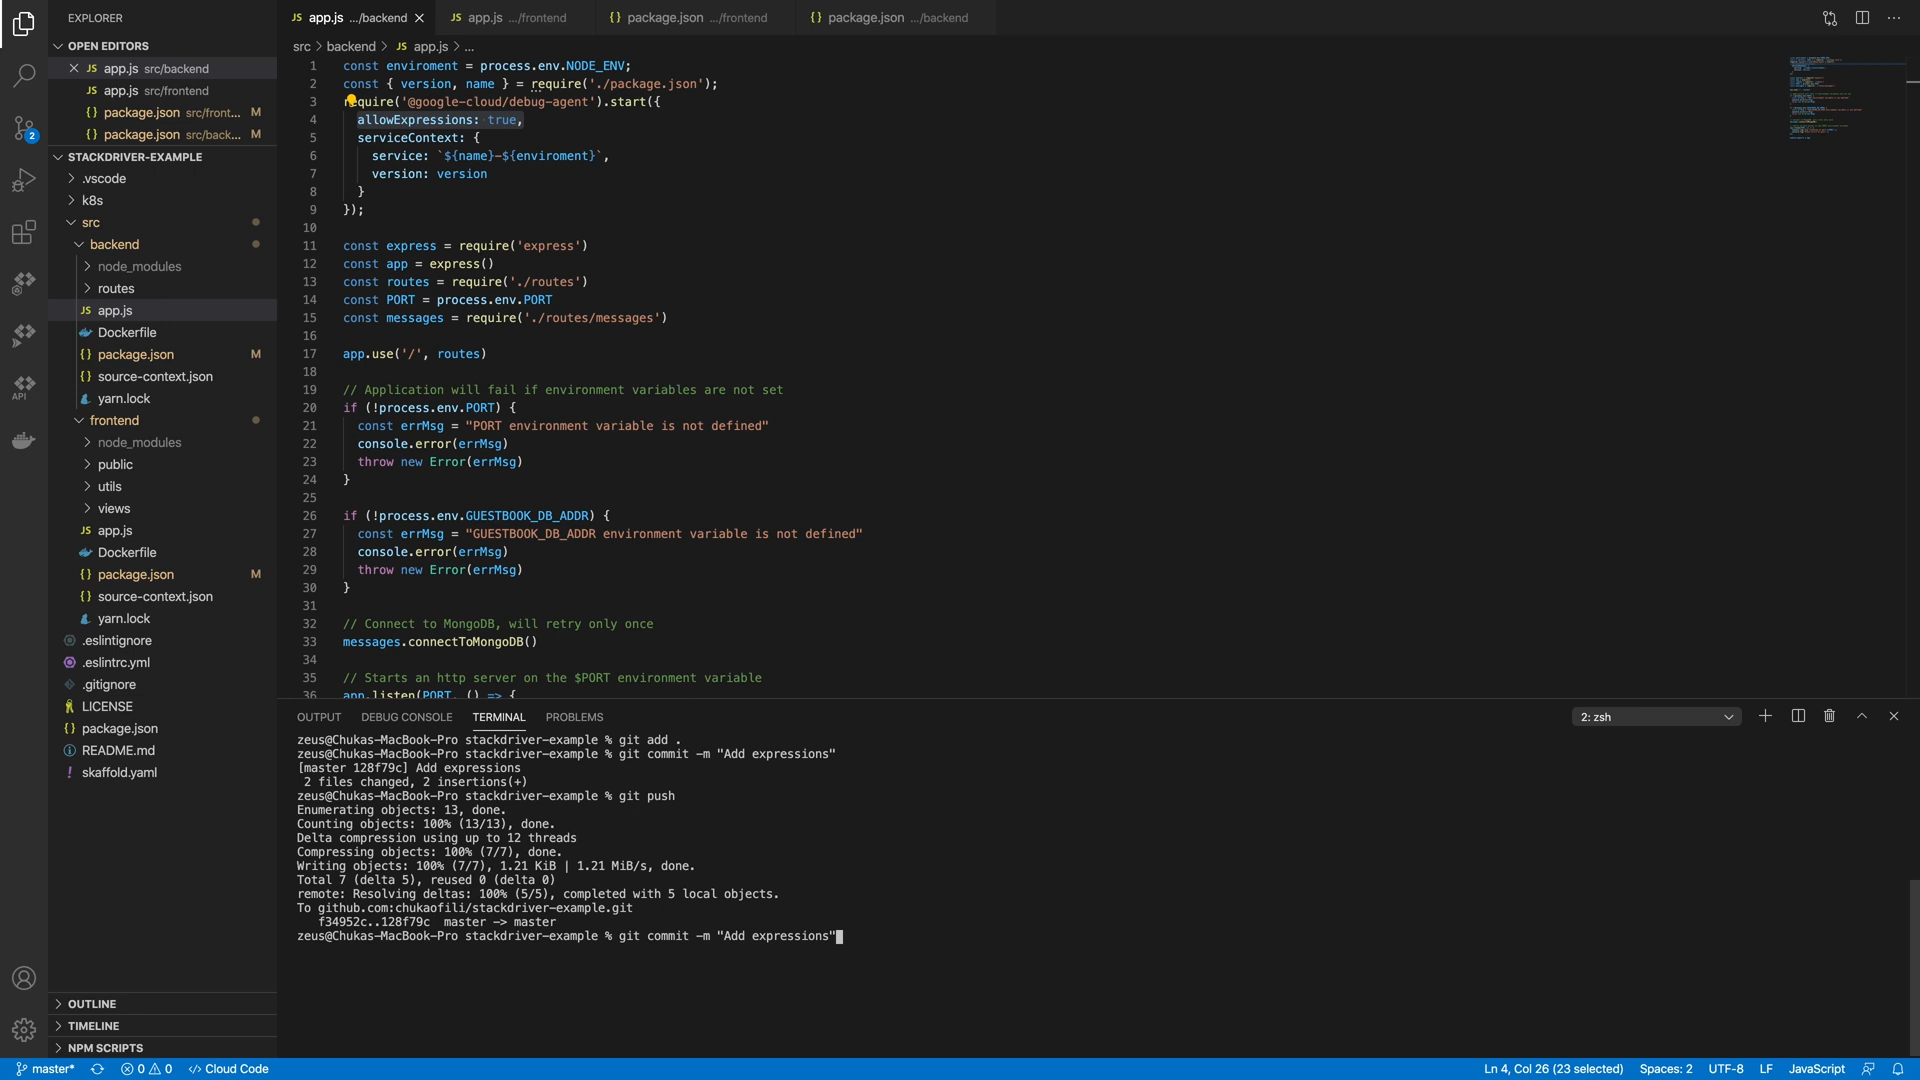 EXPLORER
OPEN EDITORS
JS app.js src/backend
JS app.js src/frontend
{} package.json src/front... M
{} package.json src/back... M
2
STACKDRIVER-EXAMPLE
.vscode
k8s
src
backend
node_modules
routes
JS app.js
Dockerfile
{} package.json M
{} source-context.json
yarn.lock
frontend
node_modules
public
utils
views
JS app.js
Dockerfile
{} package.json M
{} source-context.json
yarn.lock
.eslintignore
.eslintrc.yml
.gitignore
LICENSE
{} package.json
README.md
! skaffold.yaml
API
OUTLINE
TIMELINE
NPM SCRIPTS
JS app.js .../backend
JS app.js .../frontend
{} package.json .../frontend
{} package.json .../backend
src > backend > JS app.js > ...
1 const enviroment = process.env.NODE_ENV;
2 const { version, name } = require('./package.json');
3 require('@google-cloud/debug-agent').start({
4 allowExpressions: true,
5 serviceContext: {
6 service: `${name}-${enviroment}`,
7 version: version
8 }
9 });
10
11 const express = require('express')
12 const app = express()
13 const routes = require('./routes')
14 const PORT = process.env.PORT
15 const messages = require('./routes/messages')
16
17 app.use('/', routes)
18
19 // Application will fail if environment variables are not set
20 if (!process.env.PORT) {
21 const errMsg = "PORT environment variable is not defined"
22 console.error(errMsg)
23 throw new Error(errMsg)
24 }
25
26 if (!process.env.GUESTBOOK_DB_ADDR) {
27 const errMsg = "GUESTBOOK_DB_ADDR environment variable is not defined"
28 console.error(errMsg)
29 throw new Error(errMsg)
30 }
31
32 // Connect to MongoDB, will retry only once
33 messages.connectToMongoDB()
34
35 // Starts an http server on the $PORT environment variable
36 app.listen(PORT, () => {
OUTPUT DEBUG CONSOLE TERMINAL PROBLEMS
2: zsh
zeus@Chukas-MacBook-Pro stackdriver-example % git add .
zeus@Chukas-MacBook-Pro stackdriver-example % git commit -m "Add expressions"
[master 128f79c] Add expressions
2 files changed, 2 insertions(+)
zeus@Chukas-MacBook-Pro stackdriver-example % git push
Enumerating objects: 13, done.
Counting objects: 100% (13/13), done.
Delta compression using up to 12 threads
Compressing objects: 100% (7/7), done.
Writing objects: 100% (7/7), 1.21 KiB | 1.21 MiB/s, done.
Total 7 (delta 5), reused 0 (delta 0)
remote: Resolving deltas: 100% (5/5), completed with 5 local objects.
To github.com:chukaofili/stackdriver-example.git
f34952c..128f79c master -> master
zeus@Chukas-MacBook-Pro stackdriver-example % git commit -m "Add expressions"
master* 0 0 </> Cloud Code
Ln 4, Col 26 (23 selected) Spaces: 2 UTF-8 LF JavaScript